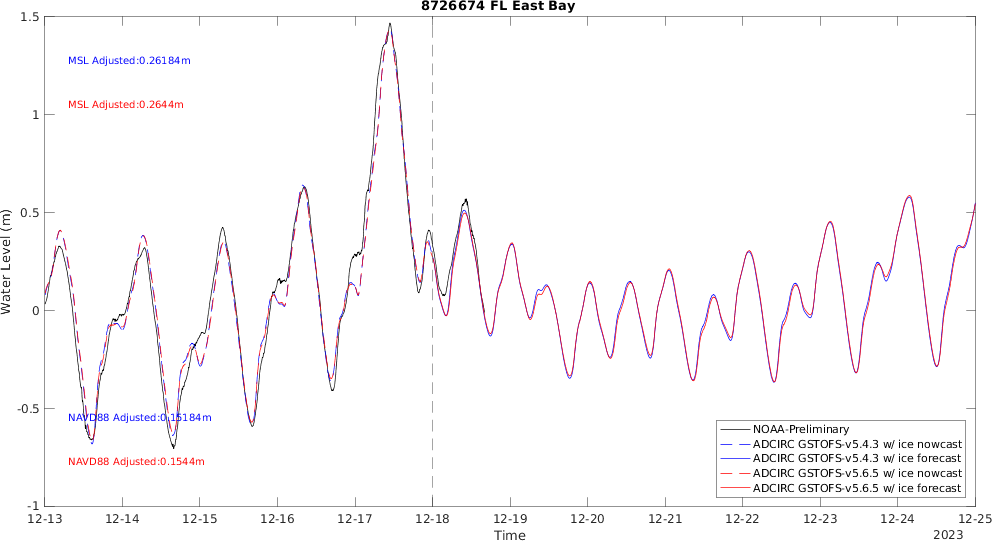 8726674 FL East Bay
1.5
1
0.5
0
-0.5
-1
Water Level (m)
MSL Adjusted:0.26184m
MSL Adjusted:0.2644m
NAVD88 Adjusted:0.15184m
NAVD88 Adjusted:0.1544m
NOAA-Preliminary
ADCIRC GSTOFS-v5.4.3 w/ ice nowcast
ADCIRC GSTOFS-v5.4.3 w/ ice forecast
ADCIRC GSTOFS-v5.6.5 w/ ice nowcast
ADCIRC GSTOFS-v5.6.5 w/ ice forecast
12-13 12-14 12-15 12-16 12-17 12-18 12-19 12-20 12-21 12-22 12-23 12-24 12-25
Time
2023